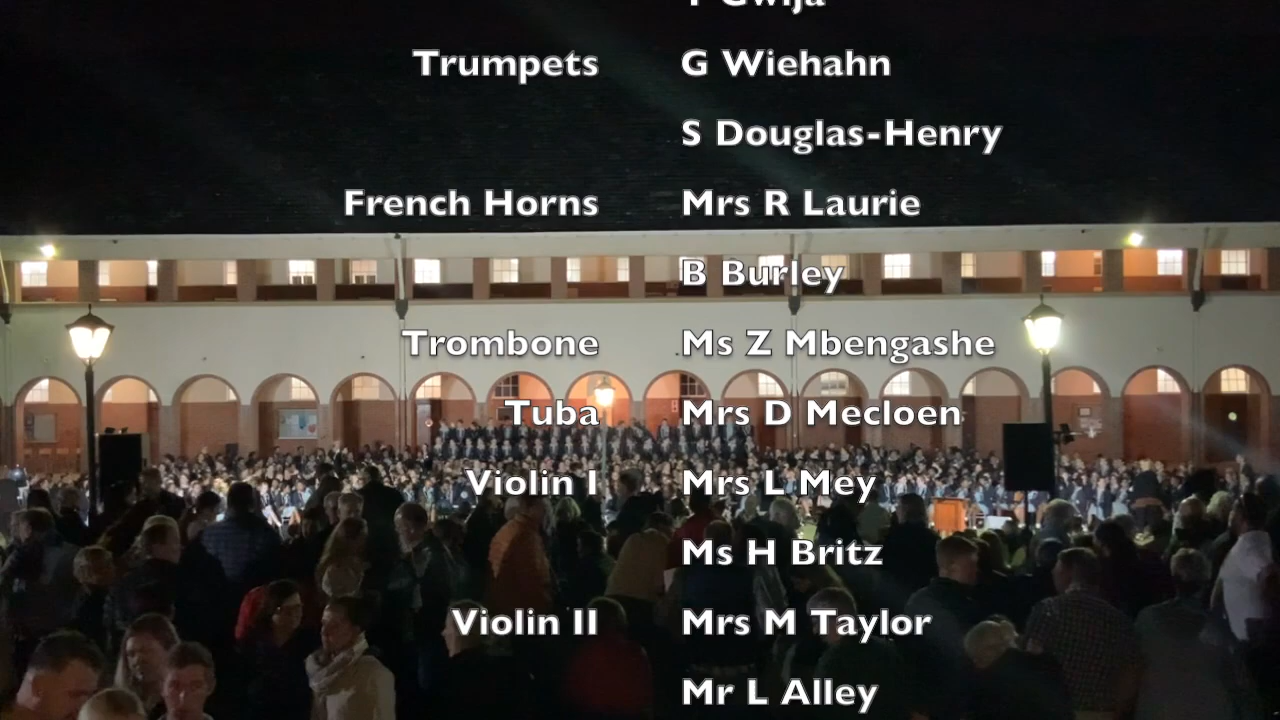 T Gwija
Trumpets G Wiehahn
S Douglas-Henry
French Horns Mrs R Laurie
B Burley
Trombone Ms Z Mbengashe
Tuba Mrs D Mecloen
Violin I Mrs L Mey
Ms H Britz
Violin II Mrs M Taylor
Mr L Alley